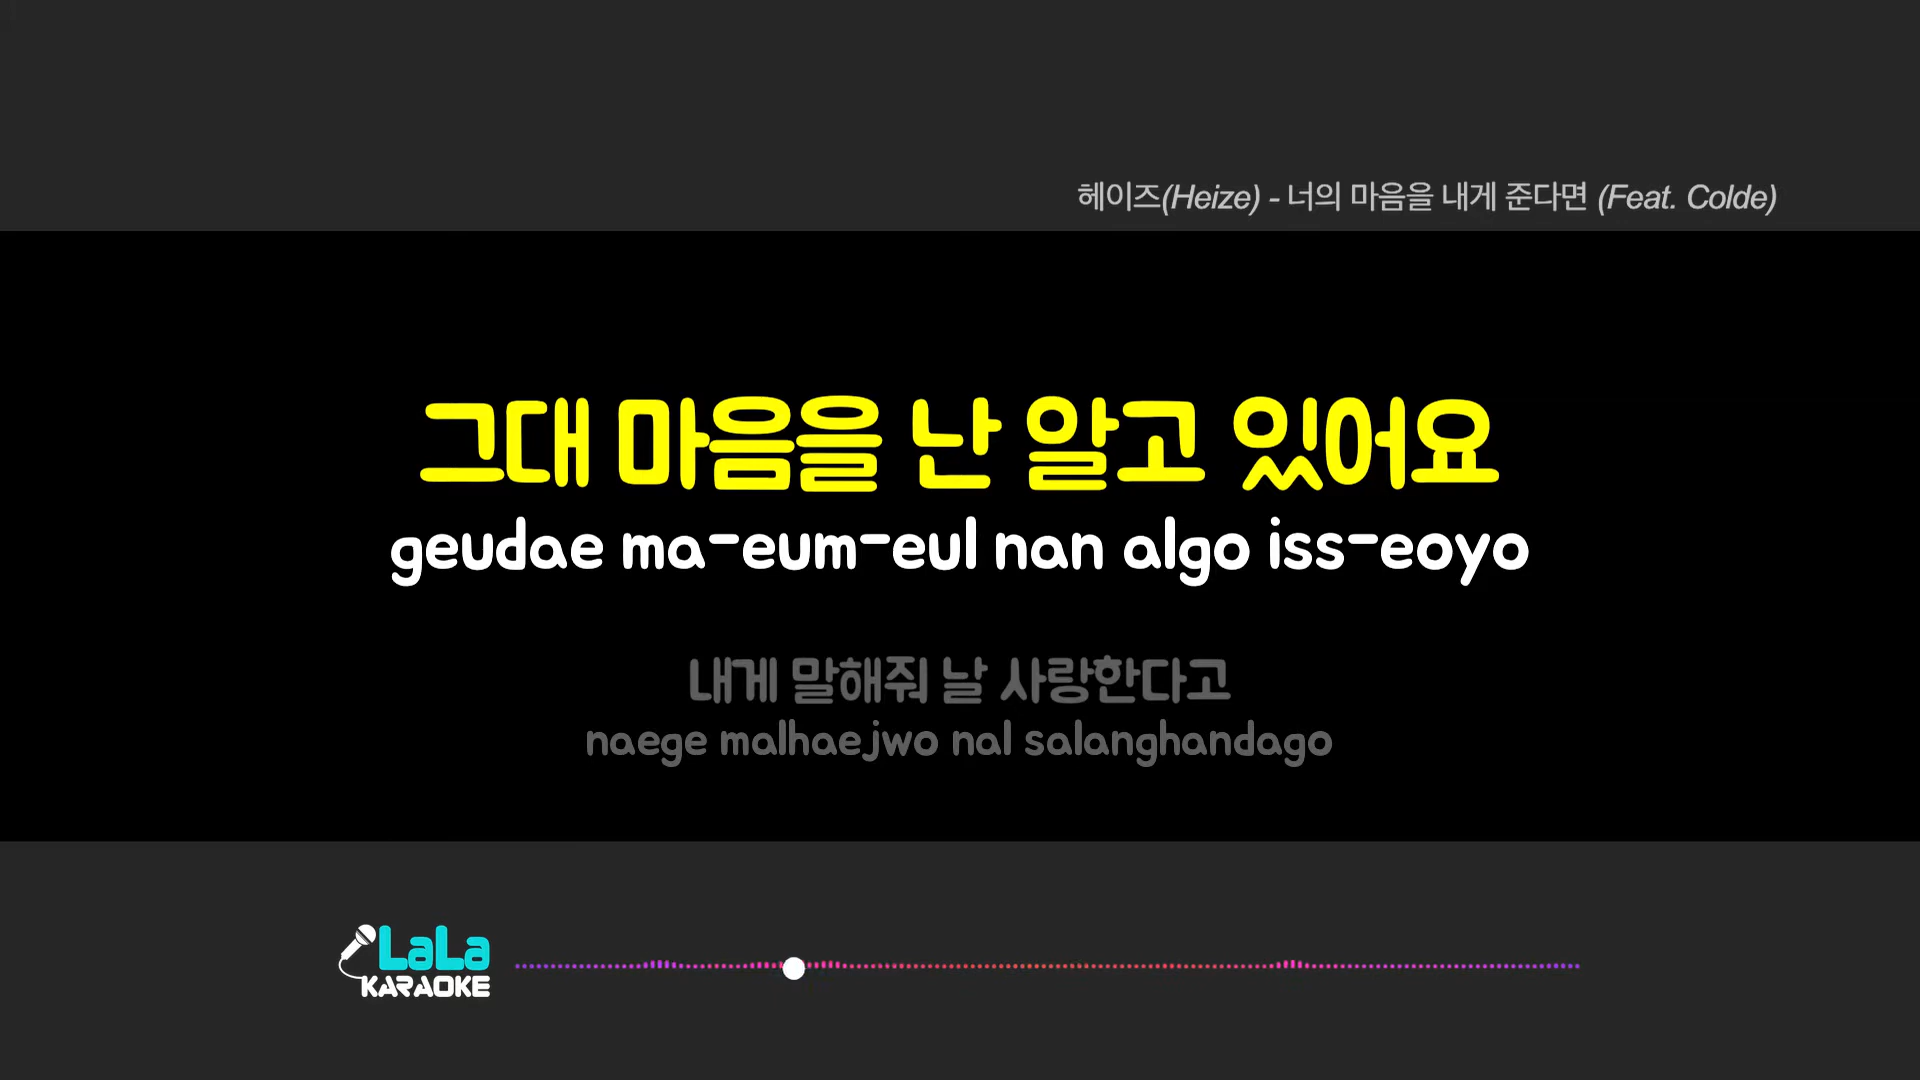 헤이즈(Heize) - 너의 마음을 내게 준다면 (Feat. Colde)
그대 마음을 난 알고 있어요
geudae ma-eum-eul nan algo iss-eoyo
내게 말해줘 날 사랑한다고
naege malhaejwo nal salanghandago
LaLa
KARAOKE